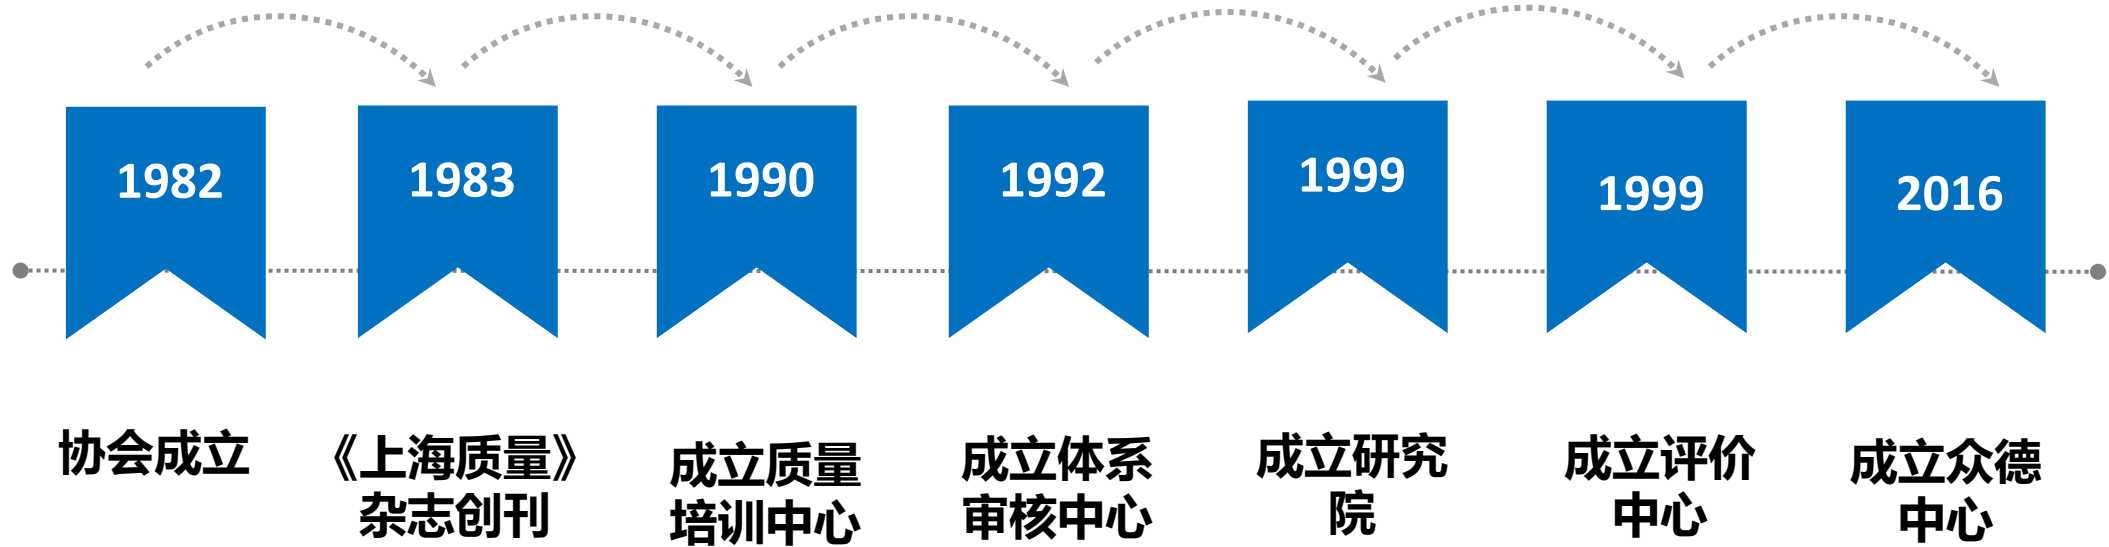 1982
1983
1990
1992
1999
1999
2016
协会成立
《上海质量》
杂志创刊
成立质量
培训中心
成立体系
审核中心
成立研究
院
成立评价
中心
成立众德
中心